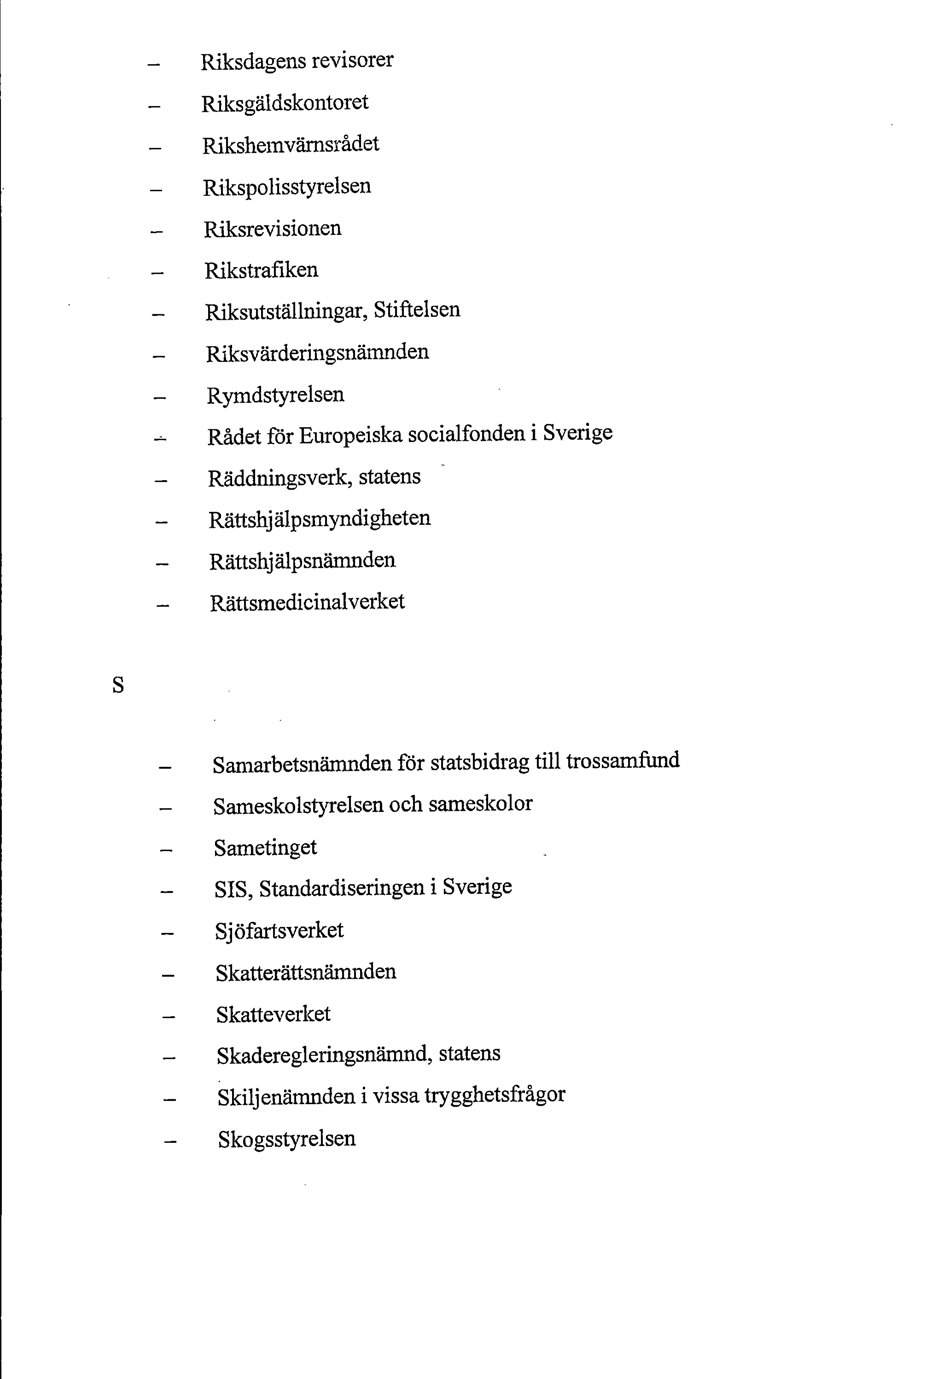 – Riksdagens revisorer
– Riksgäldskontoret
– Rikshemvärnsrådet
– Rikspolisstyrelsen
– Riksrevisionen
– Rikstrafiken
– Riksutställningar, Stiftelsen
– Riksvärderingsnämnden
– Rymdstyrelsen
– Rådet för Europeiska socialfonden i Sverige
– Räddningsverk, statens
– Rättshjälpsmyndigheten
– Rättshjälpsnämnden
– Rättsmedicinalverket
S
– Samarbetsnämnden för statsbidrag till trossamfund
– Sameskolstyrelsen och sameskolor
– Sametinget
– SIS, Standardiseringen i Sverige
– Sjöfartsverket
– Skatterättsnämnden
– Skatteverket
– Skaderegleringsnämnd, statens
– Skiljenämnden i vissa trygghetsfrågor
– Skogsstyrelsen